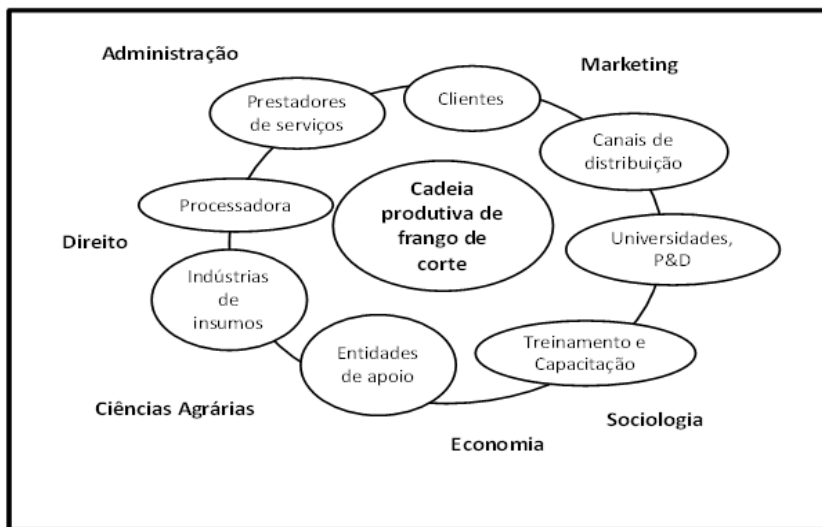 Administração
Marketing
Prestadores
de serviços
Clientes
Canais de
distribuição
Processadora
Cadeia
produtiva de
frango de
corte
Direito
Universidades,
P&D
Indústrias
de
insumos
Entidades
de apoio
Treinamento e
Capacitação
Ciências Agrárias
Sociologia
Economia